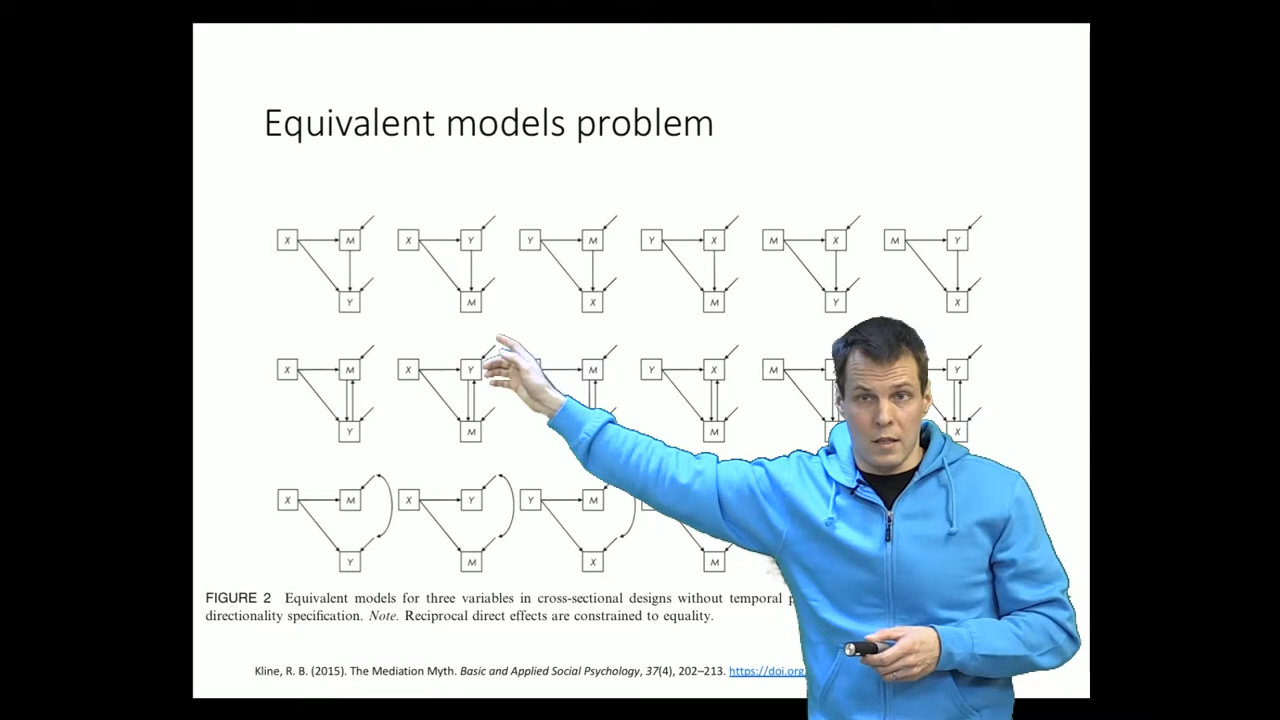 Equivalent models problem
X M X Y Y M Y X M X M Y
Y M X M Y X
X M X Y M Y X M Y
Y M M X
X M X Y Y M
Y M X M
FIGURE 2 Equivalent models for three variables in cross-sectional designs without temporal
directionality specification. Note. Reciprocal direct effects are constrained to equality.
Kline, R. B. (2015). The Mediation Myth. Basic and Applied Social Psychology, 37(4), 202–213. https://doi.org